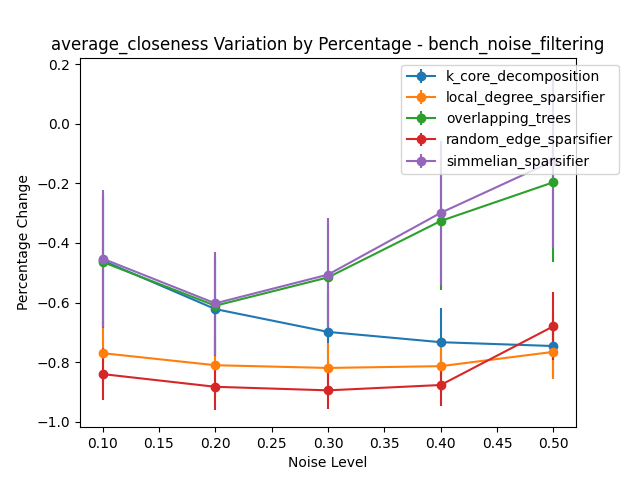 average_closeness Variation by Percentage - bench_noise_filtering
k_core_decomposition
local_degree_sparsifier
overlapping_trees
random_edge_sparsifier
simmelian_sparsifier
Percentage Change
0.2
0.0
−0.2
−0.4
−0.6
−0.8
−1.0
0.10 0.15 0.20 0.25 0.30 0.35 0.40 0.45 0.50
Noise Level